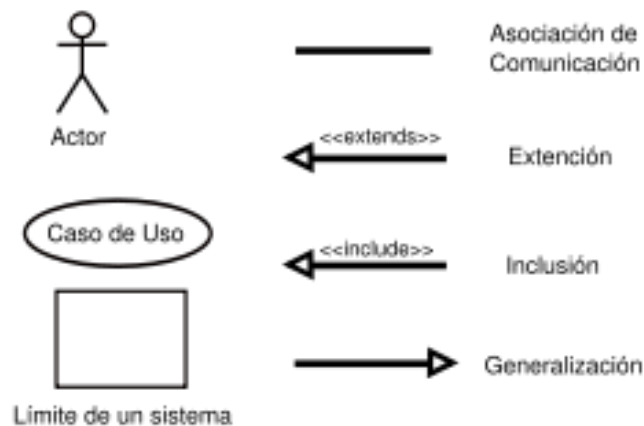 Asociación de
Comunicación
Actor
<<extends>>
Extención
Caso de Uso
<<include>>
Inclusión
Generalización
Límite de un sistema